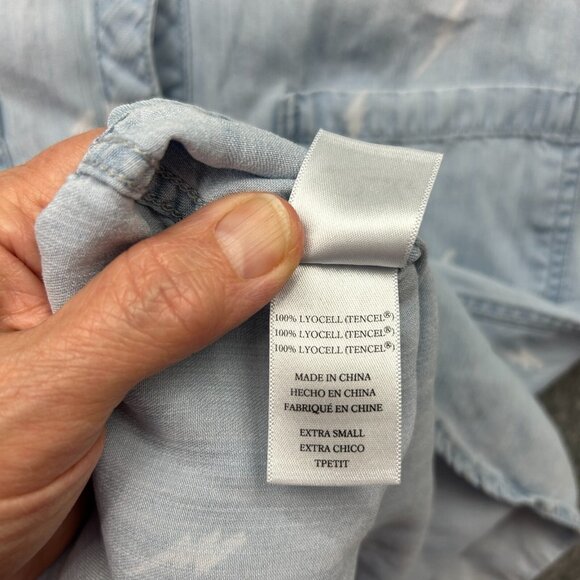 100% LYOCELL (TENCEL®)
100% LYOCELL (TENCEL®)
100% LYOCELL (TENCEL®)
MADE IN CHINA
HECHO EN CHINA
FABRIQUÉ EN CHINE
EXTRA SMALL
EXTRA CHICO
TPETIT